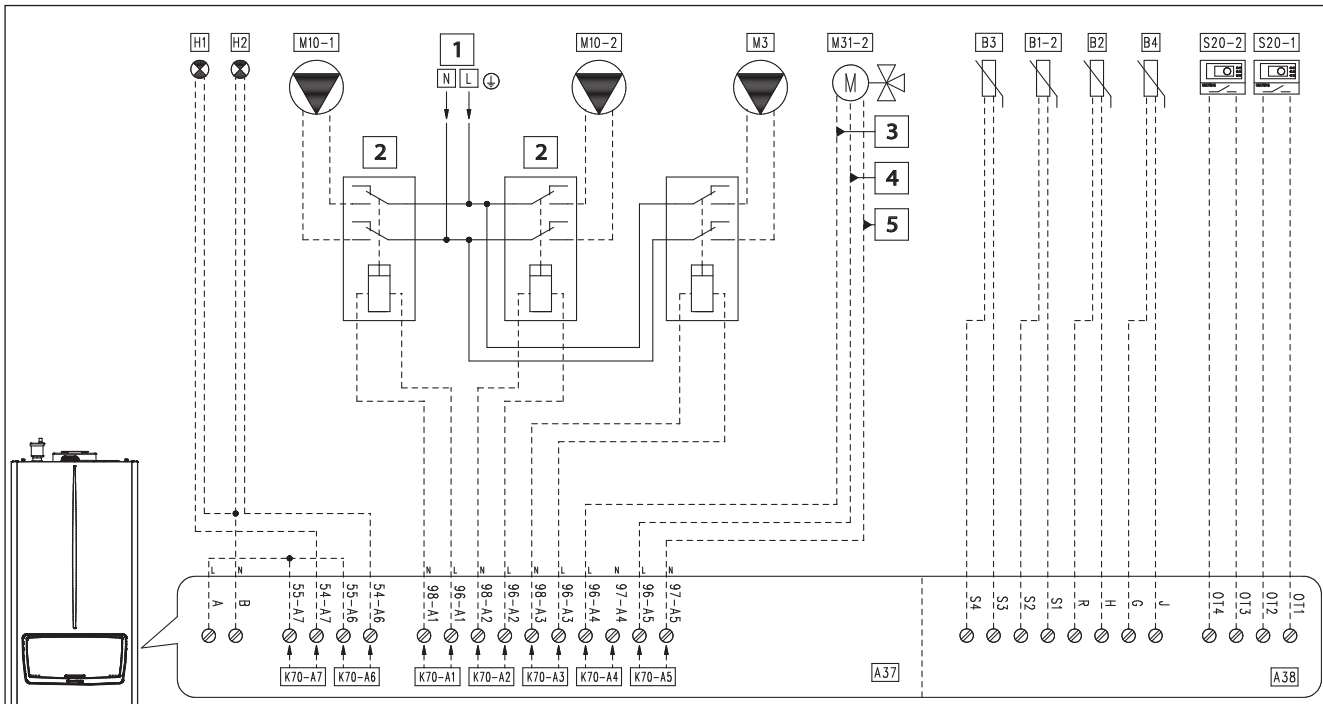 H1 H2 M10-1 1 M10-2 M3 M31-2 B3 B1-2 B2 B4 S20-2 S20-1
N L
M
3
2 2
4
5
L N L N L N L N L N L N L N
A B 55-A7 54-A7 55-A6 54-A6 98-A1 96-A1 98-A2 96-A2 98-A3 96-A3 96-A4 97-A4 96-A5 97-A5 S4 S3 S2 S1 R H G J OT4 OT3 OT2 OT1
K70-A7 K70-A6 K70-A1 K70-A2 K70-A3 K70-A4 K70-A5 A37 A38